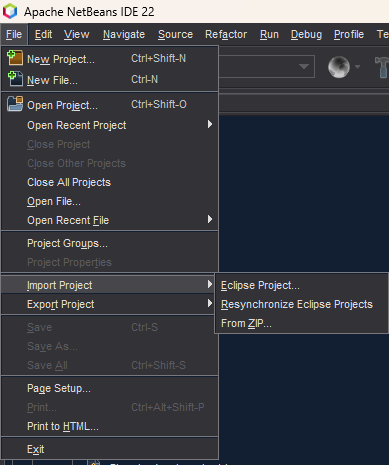 Apache NetBeans IDE 22
File Edit View Navigate Source Refactor Run Debug Profile
New Project... Ctrl+Shift-N
New File... Ctrl-N
Open Project... Ctrl+Shift-O
Open Recent Project
Close Project
Close Other Projects
Close All Projects
Open File...
Open Recent File
Project Groups...
Project Properties
Import Project
Eclipse Project...
Export Project
Resynchronize Eclipse Projects
Save Ctrl-S
From ZIP...
Save As...
Save All Ctrl+Shift-S
Page Setup...
Print... Ctrl+Alt+Shift-P
Print to HTML...
Exit